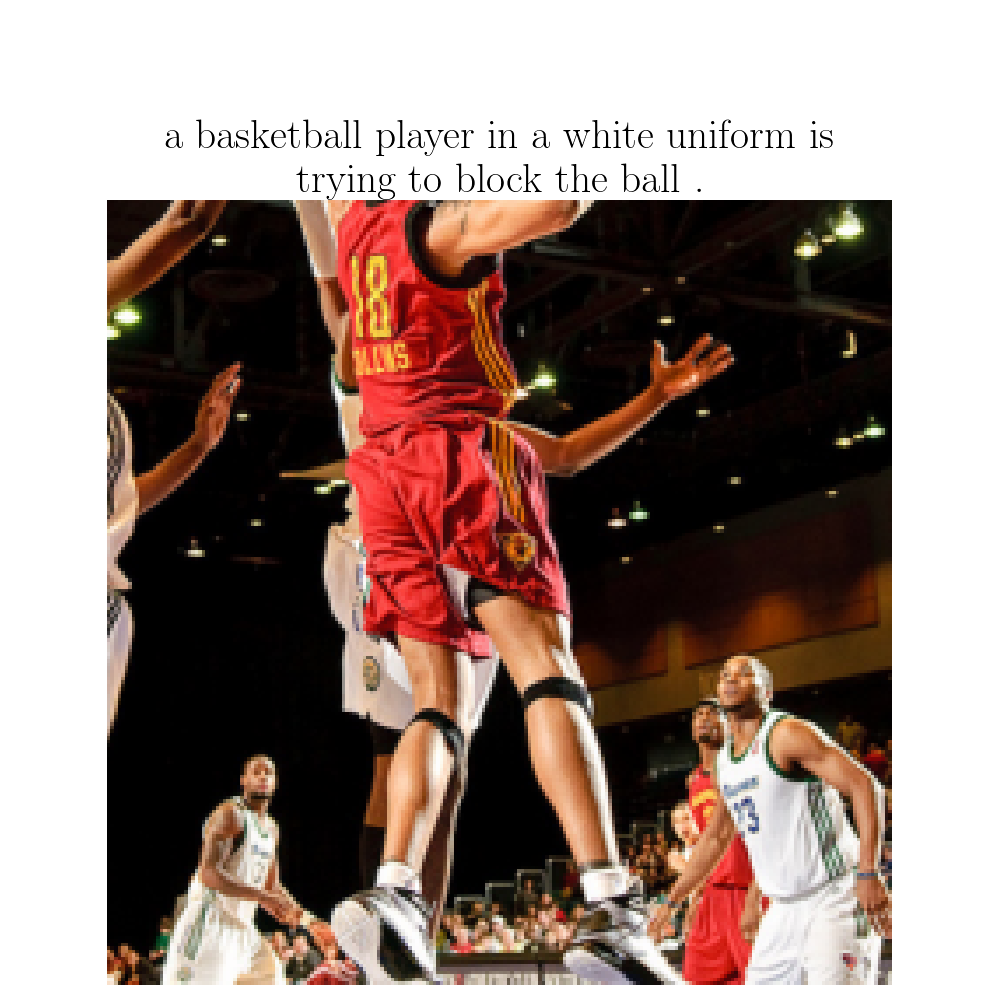 a basketball player in a white uniform is
trying to block the ball .
18